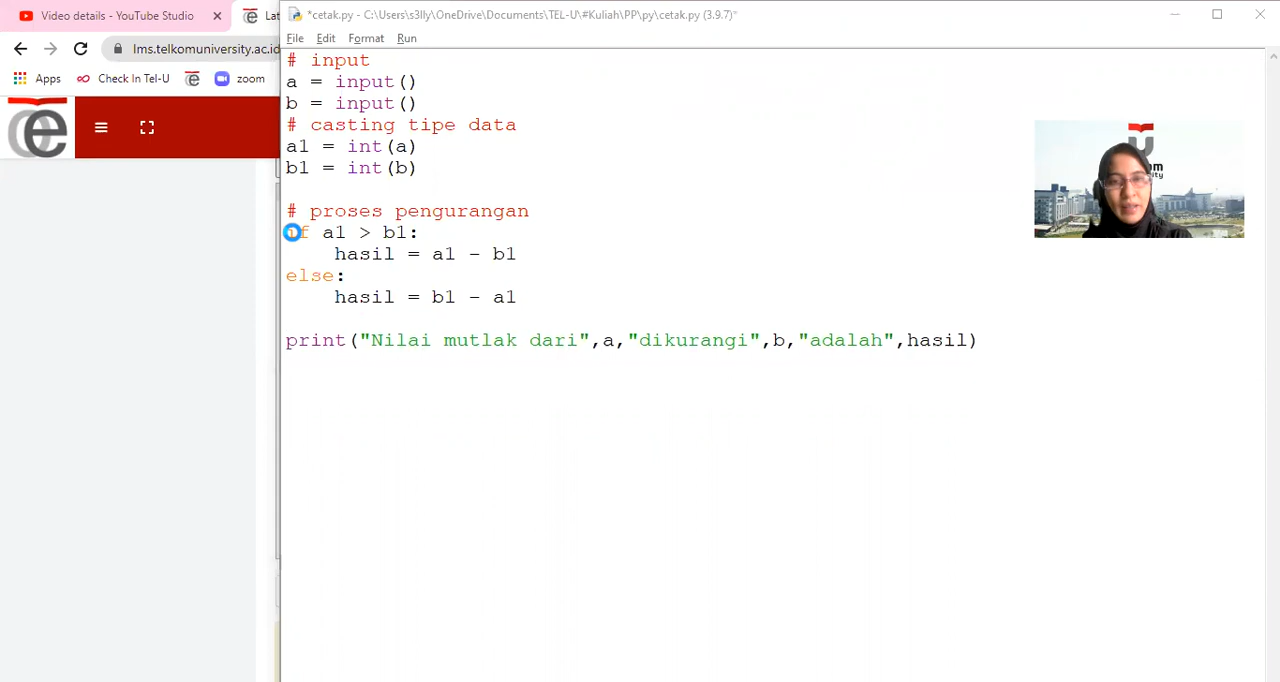 Video details - YouTube Studio
Lat
*cetak.py - C:\Users\s3lly\OneDrive\Documents\TEL-U\#Kuliah\PP\py\cetak.py (3.9.7)*
lms.telkomuniversity.ac.id
File Edit Format Run
Apps Check In Tel-U zoom
# input
a = input()
b = input()
# casting tipe data
a1 = int(a)
b1 = int(b)
# proses pengurangan
if a1 > b1:
    hasil = a1 - b1
else:
    hasil = b1 - a1
print("Nilai mutlak dari",a,"dikurangi",b,"adalah",hasil)